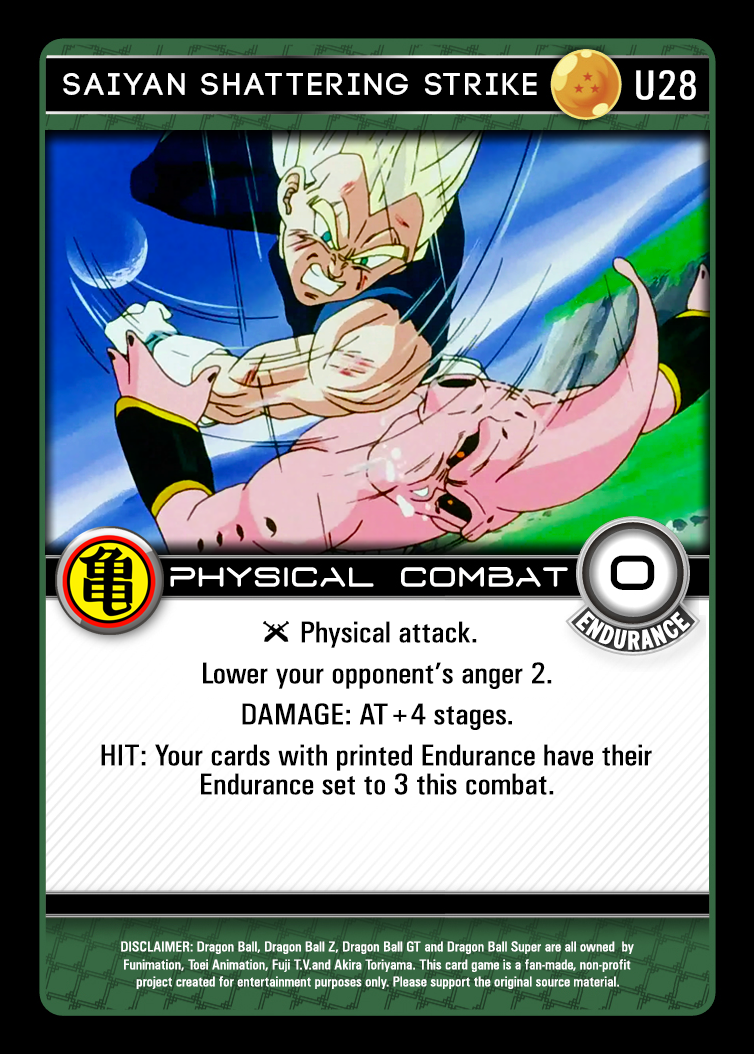 SAIYAN SHATTERING STRIKE U28
亀
PHYSICAL COMBAT
0
ENDURANCE
Physical attack.
Lower your opponent's anger 2.
DAMAGE: AT+4 stages.
HIT: Your cards with printed Endurance have their
Endurance set to 3 this combat.
DISCLAIMER: Dragon Ball, Dragon Ball Z, Dragon Ball GT and Dragon Ball Super are all owned by
Funimation, Toei Animation, Fuji T.V.and Akira Toriyama. This card game is a fan-made, non-profit
project created for entertainment purposes only. Please support the original source material.